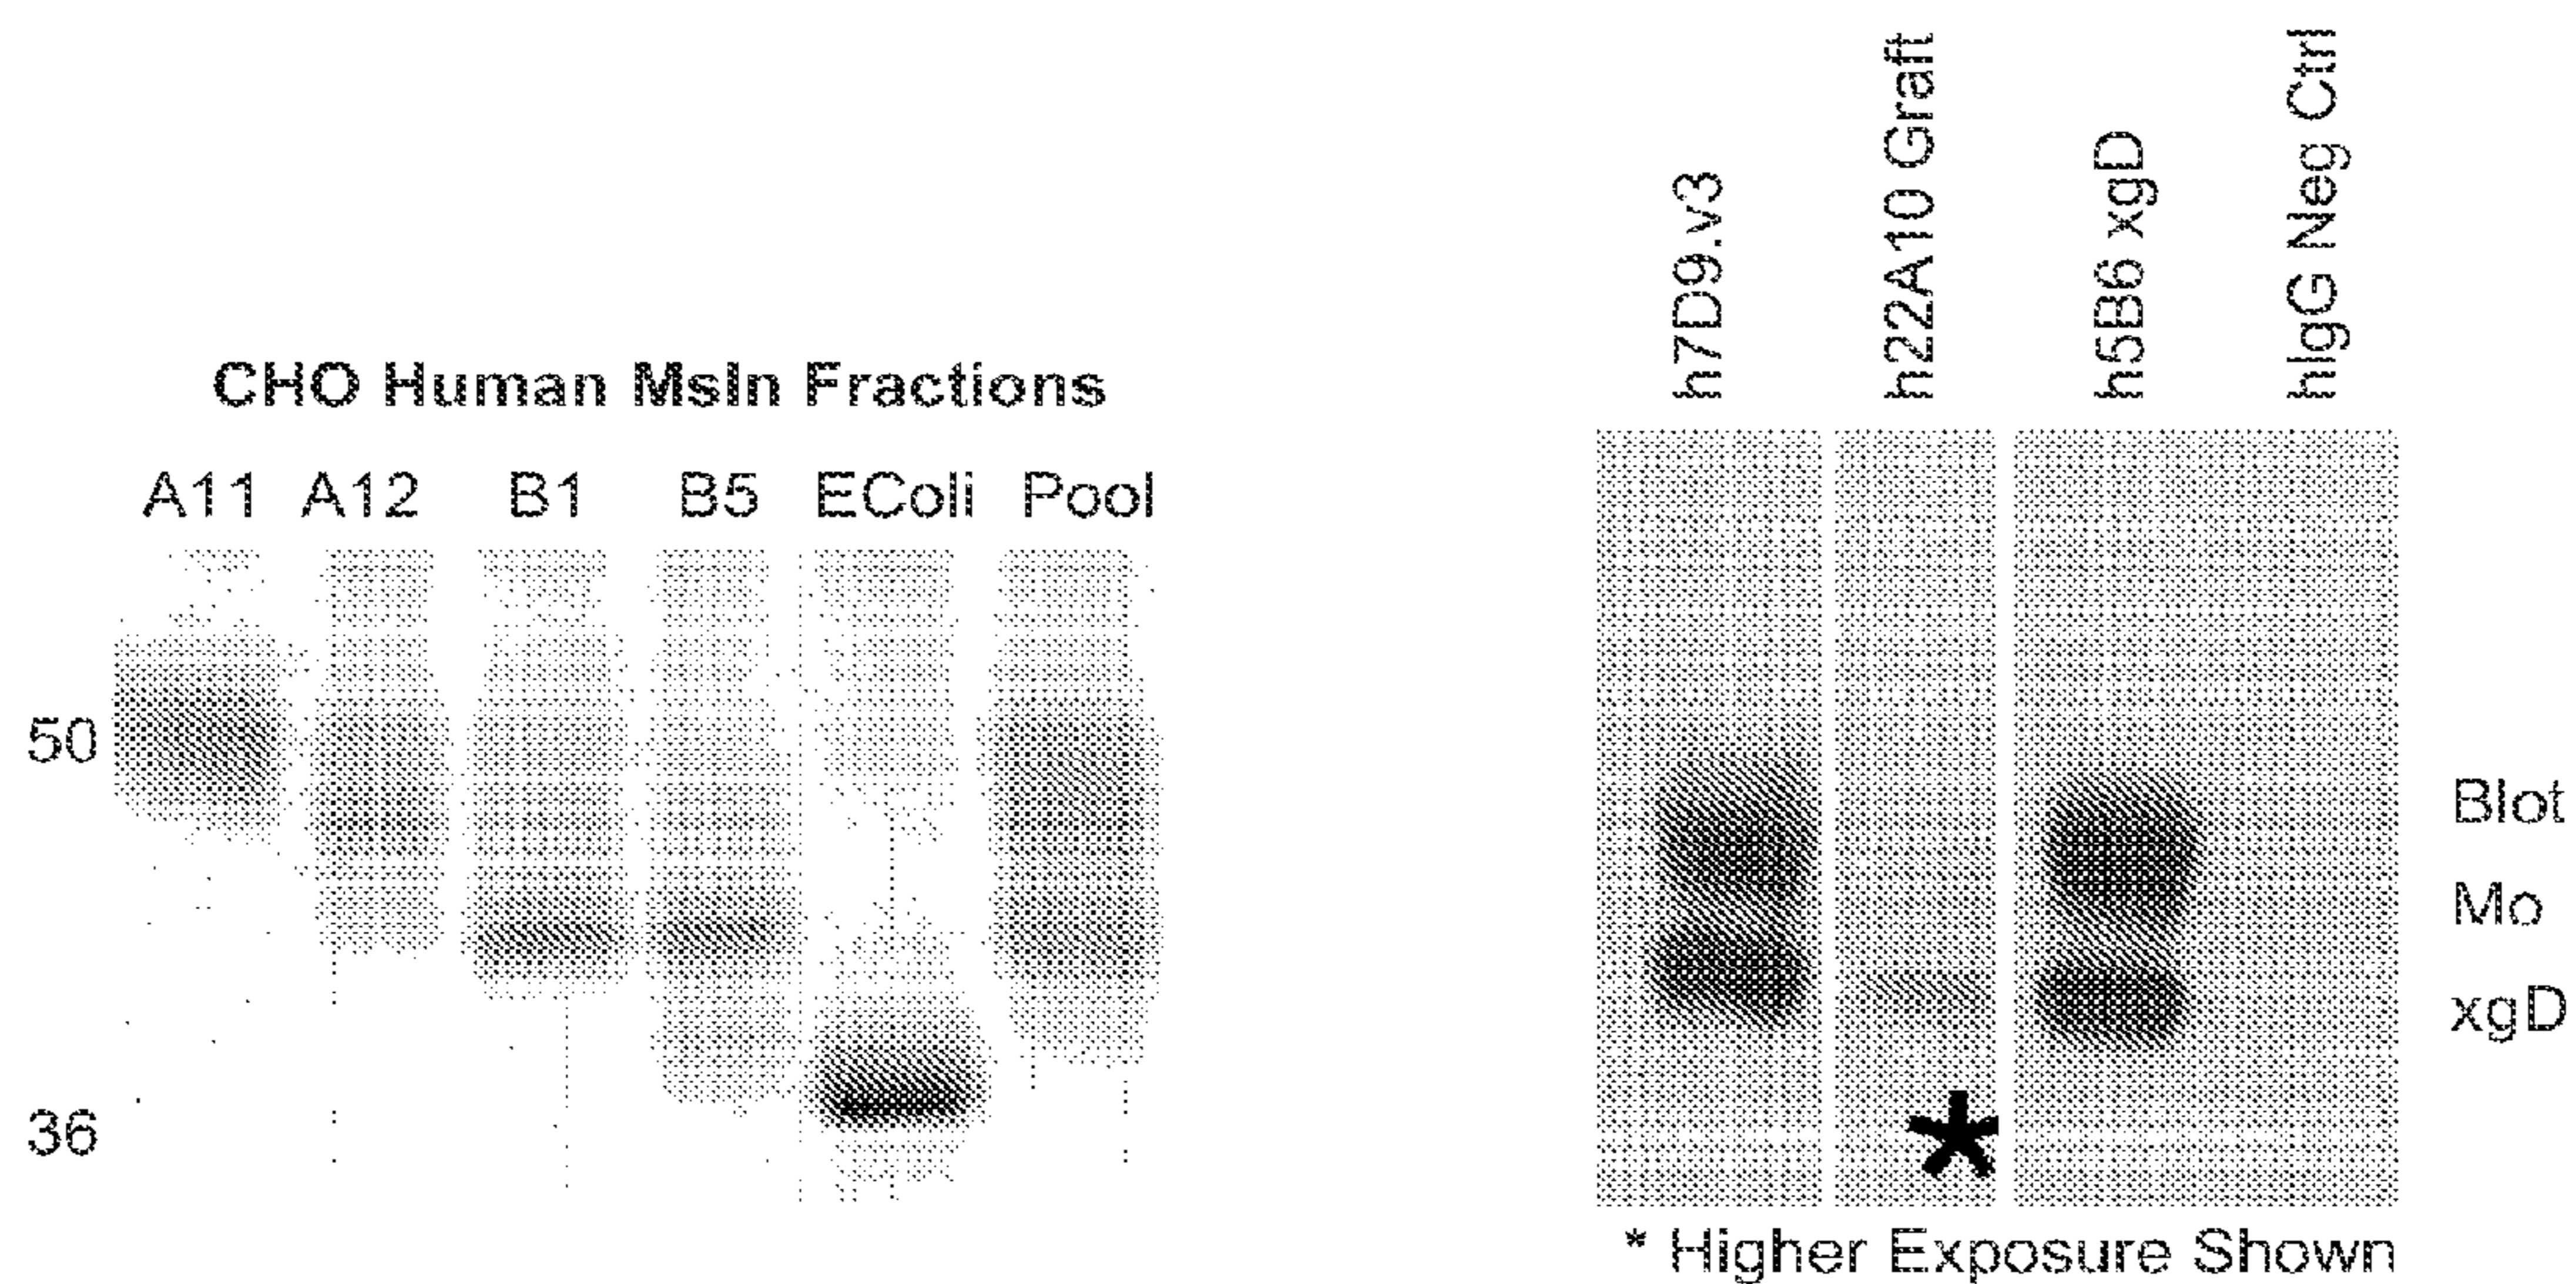 CHO Human Msln Fractions
A11 A12 B1 B5 EColi Pool
50
36
h7D9.v3
h22A10 Graft
h5B6 xgD
hIgG Neg Ctrl
Blot
Mo
xgD
*
* Higher Exposure Shown